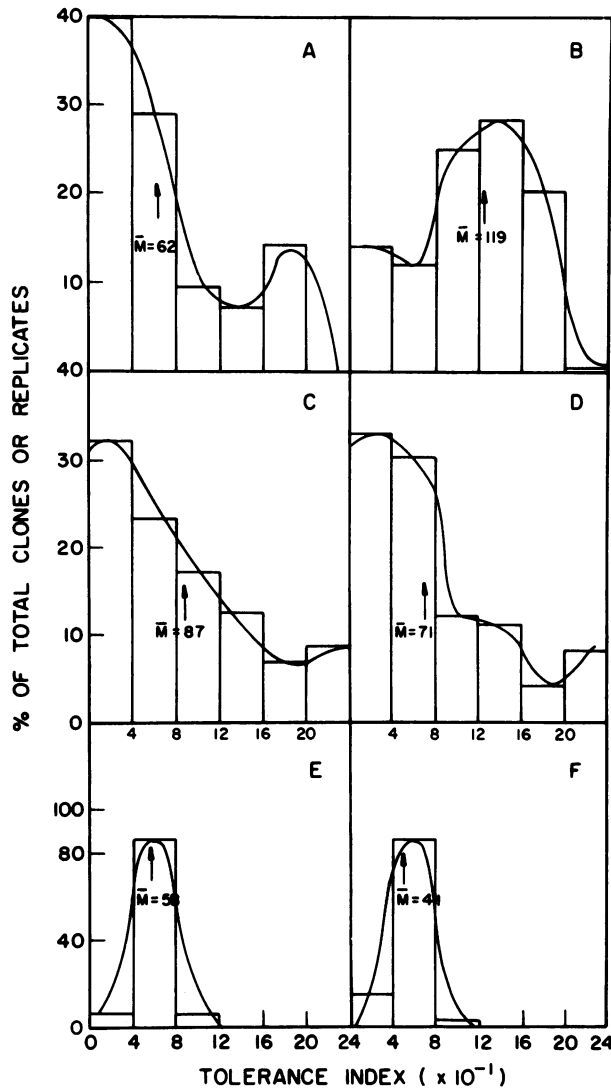 % OF TOTAL CLONES OR REPLICATES
40
30
20
10
A
M̄=62
B
M̄=119
40
30
20
10
0
C
M̄=87
4 8 12 16 20
D
M̄=71
4 8 12 16 20
100
80
40
0
E
F
0 4 8 12 16 20 24 4 8 12 16 20 24
TOLERANCE INDEX ( x 10⁻¹)